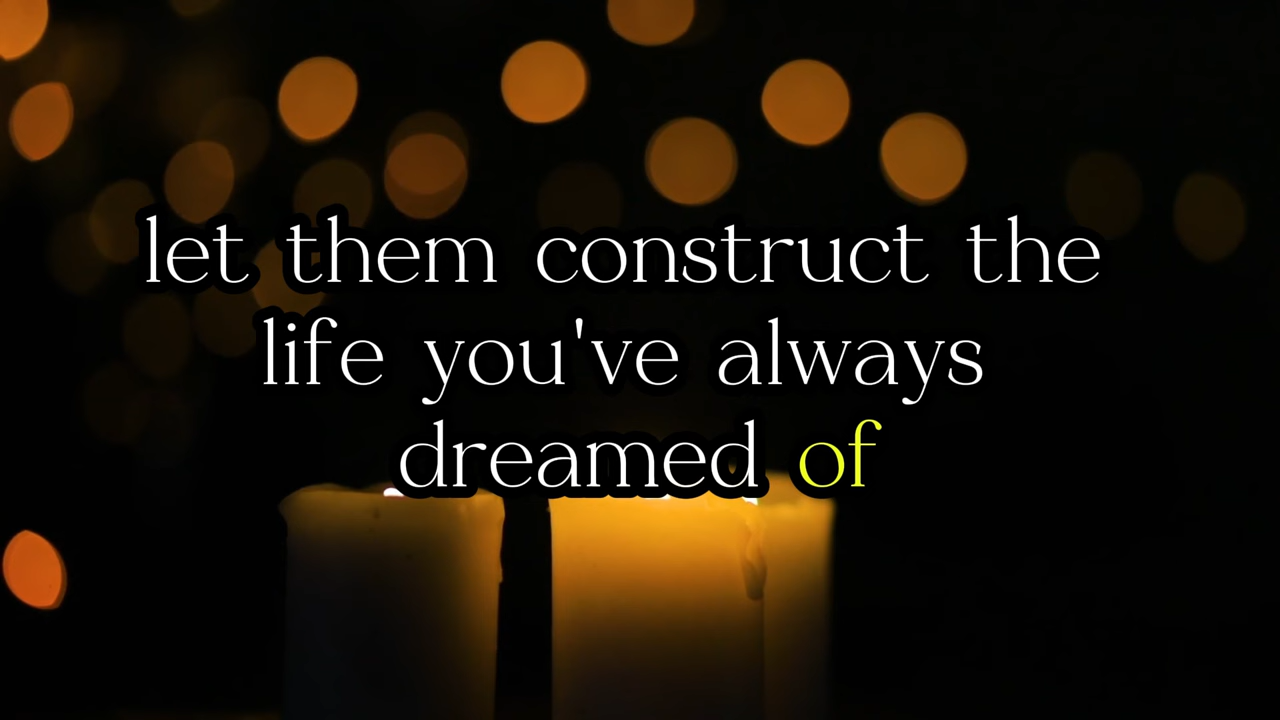 let them construct the
life you've always
dreamed of